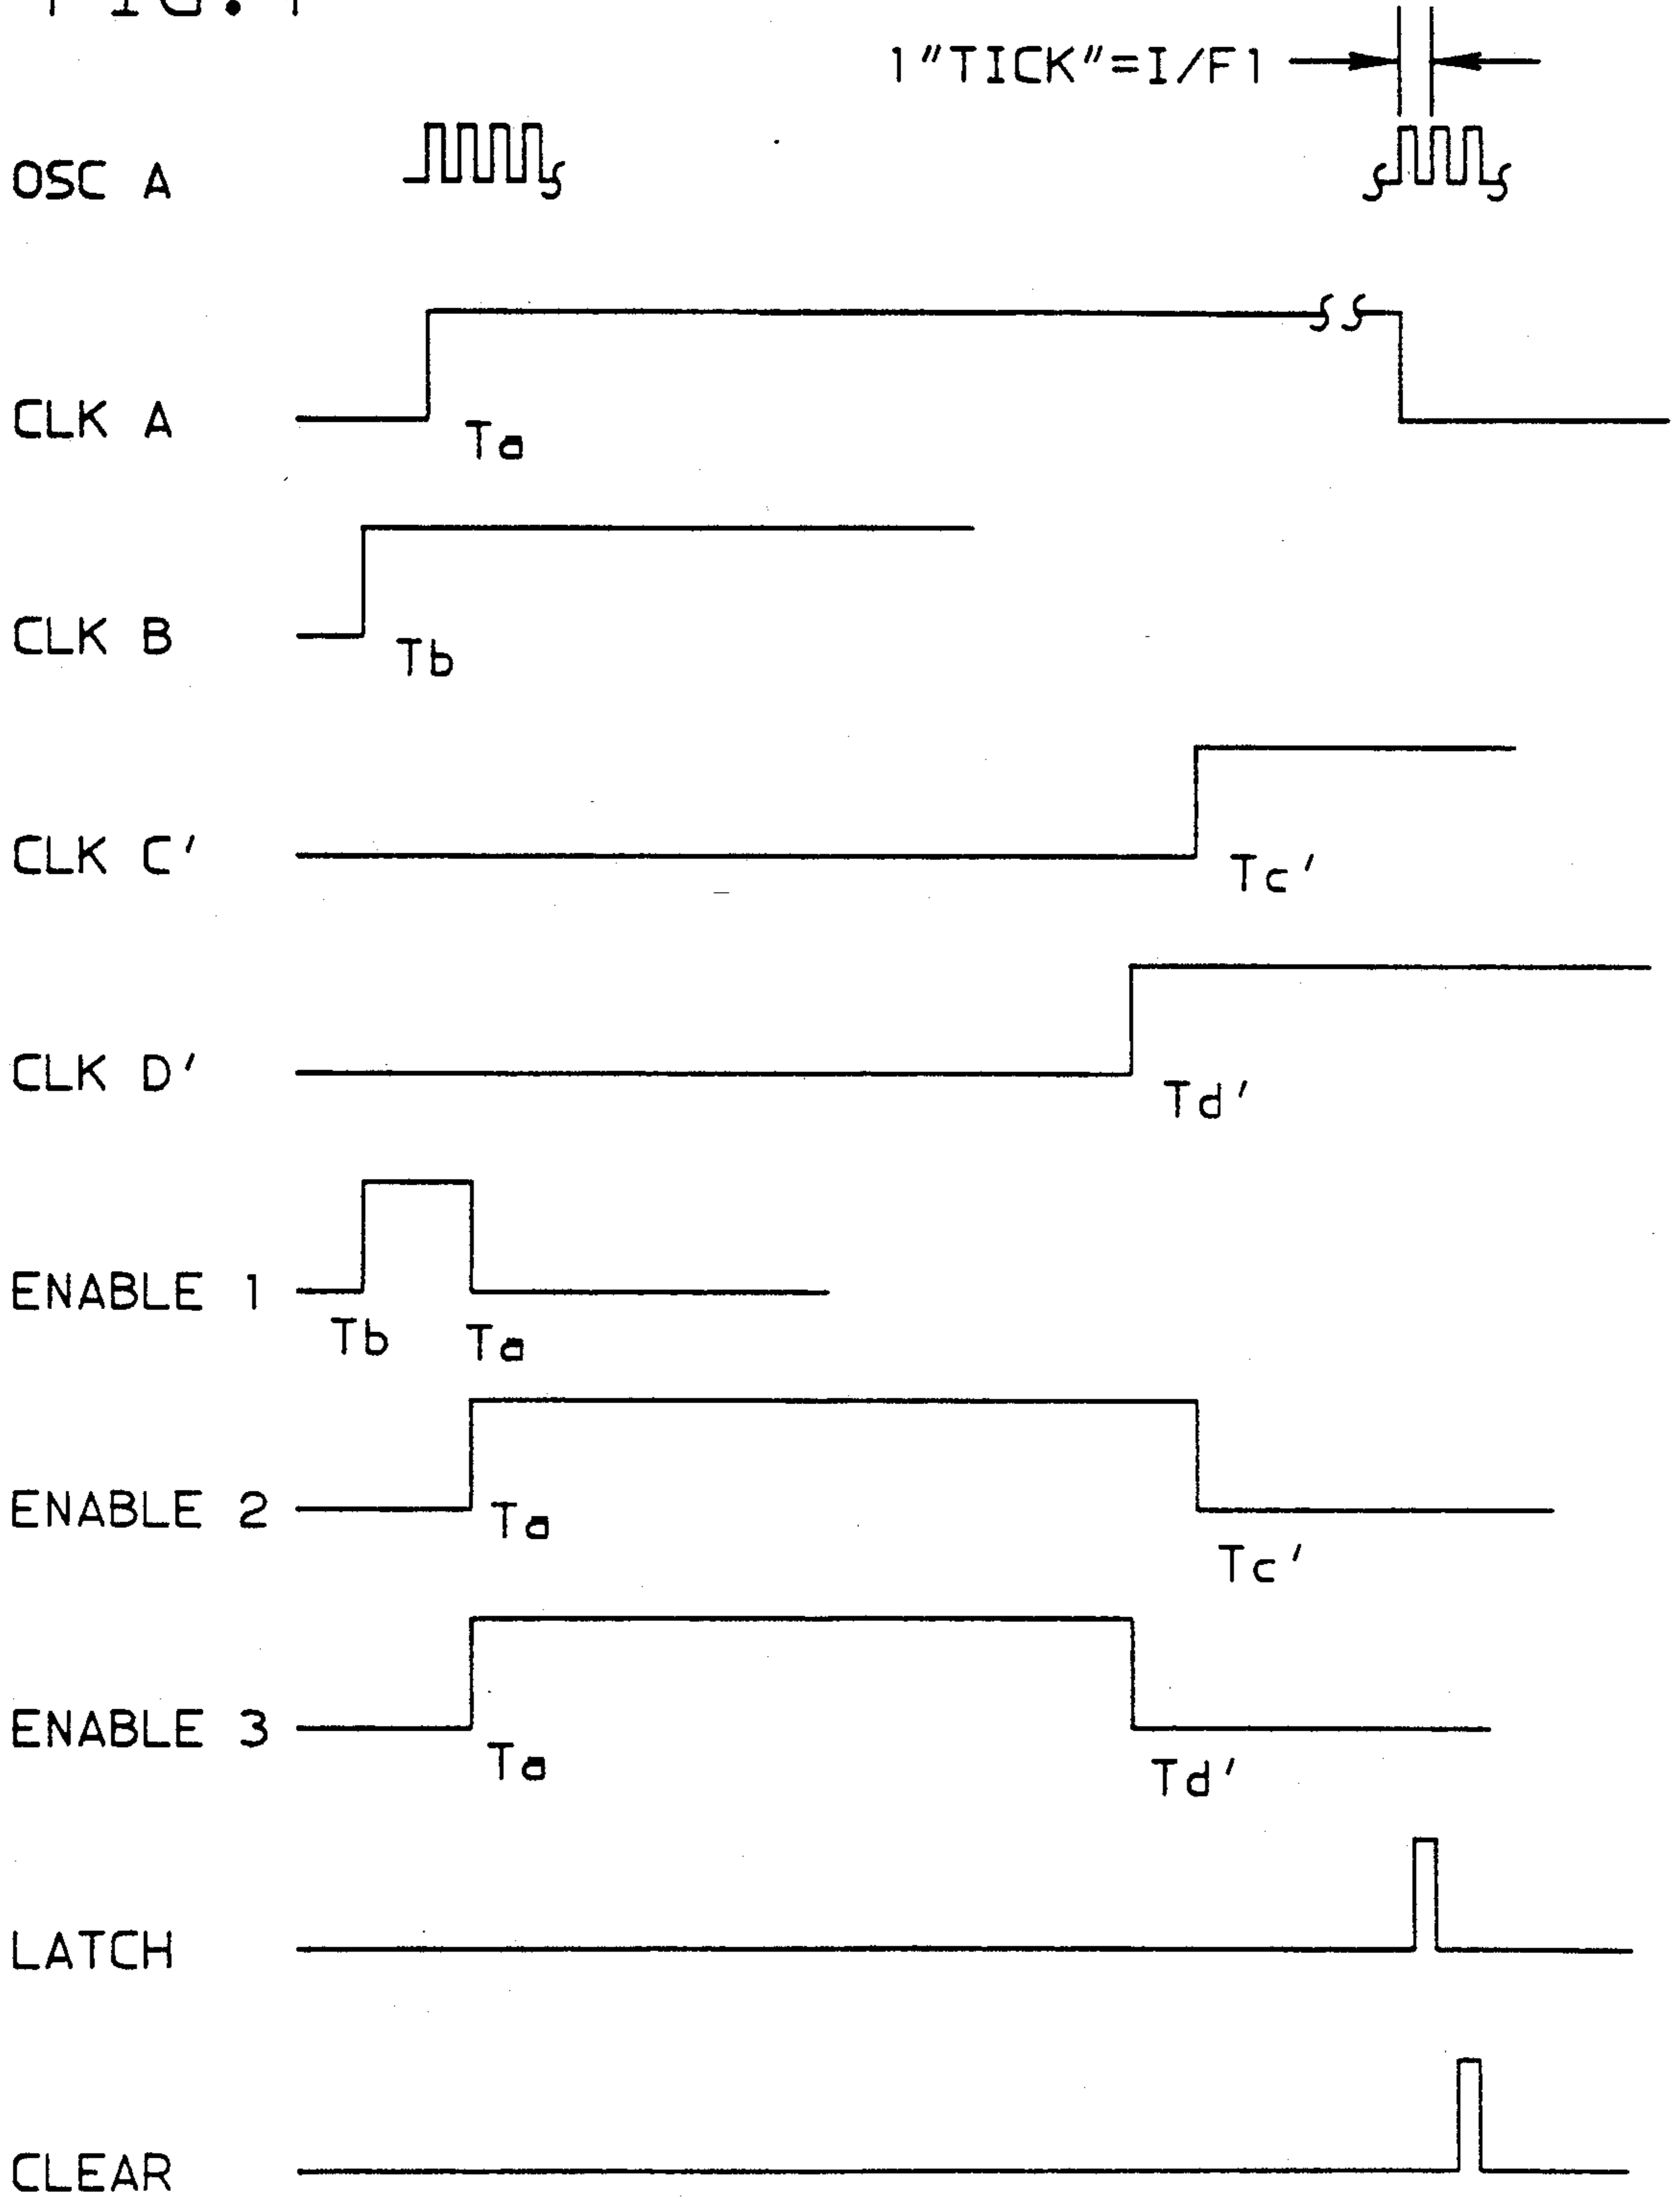 1"TICK"=I/F1
OSC A
CLK A
Ta
CLK B
Tb
CLK C'
Tc'
CLK D'
Td'
ENABLE 1
Tb Ta
ENABLE 2
Ta
Tc'
ENABLE 3
Ta
Td'
LATCH
CLEAR